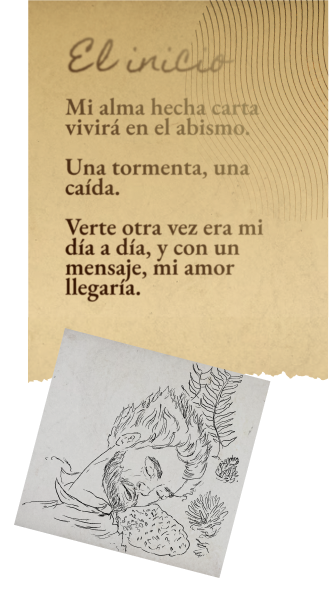 El inicio
Mi alma hecha carta
vivirá en el abismo.
Una tormenta, una
caída.
Verte otra vez era mi
día a día, y con un
mensaje, mi amor
llegaría.